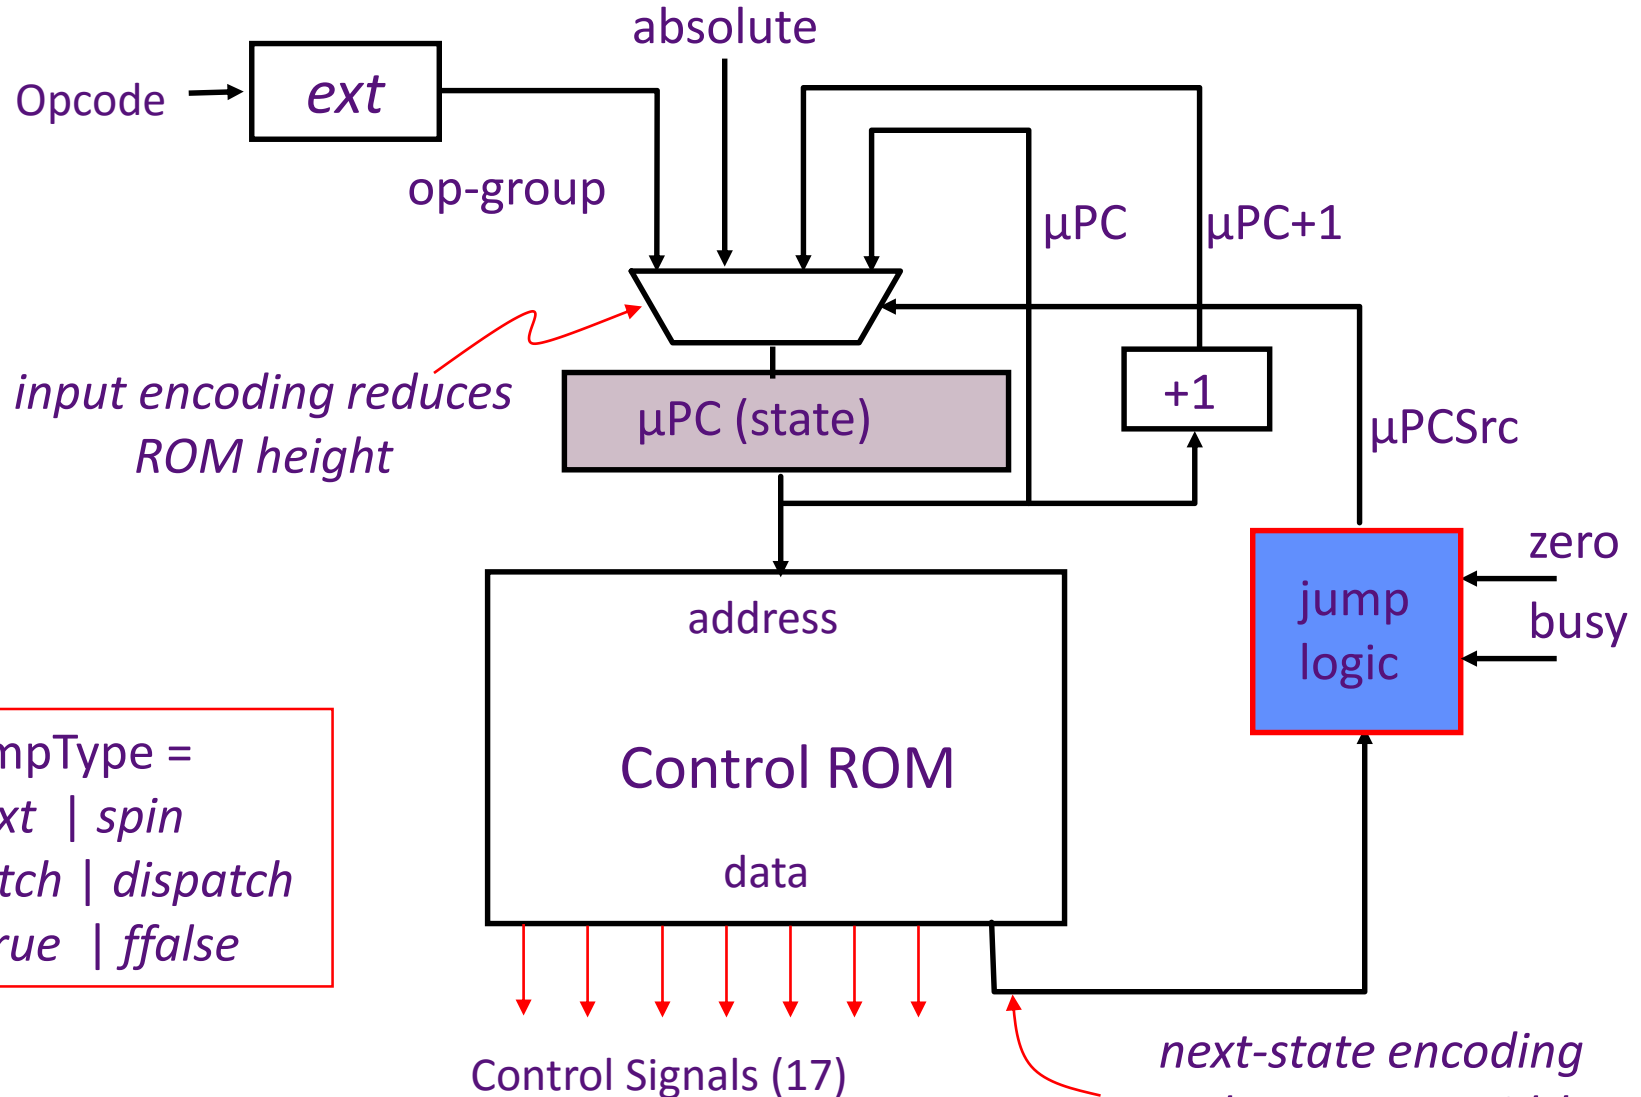 absolute
Opcode
ext
op-group
μPC
μPC+1
input encoding reduces
ROM height
μPC (state)
+1
μPCSrc
zero
busy
jump
logic
address
Control ROM
data
mpType =
xt | spin
tch | dispatch
rue | ffalse
Control Signals (17)
next-state encoding